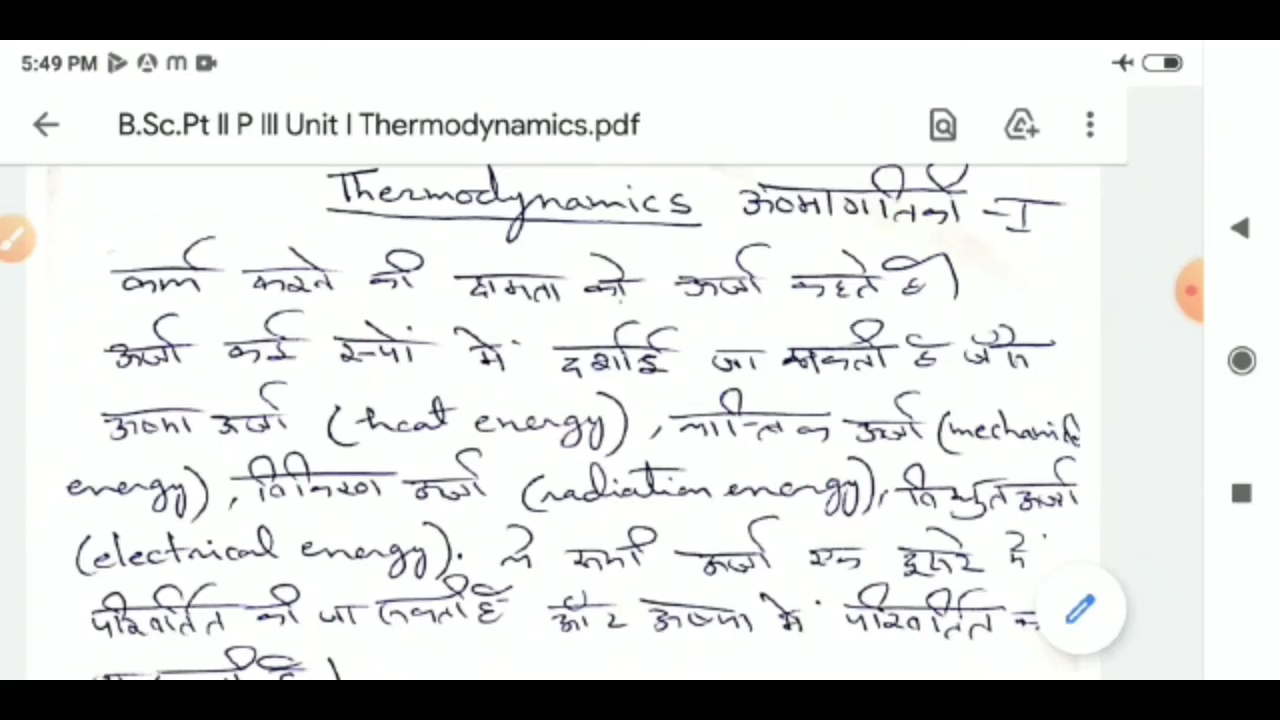 5:49 PM
B.Sc.Pt II P III Unit I Thermodynamics.pdf
Thermodynamics ऊष्मागतिकी -I
कार्य करने की क्षमता को ऊर्जा कहते हैं।
ऊर्जा कई रूपों में दर्शाई जा सकती है जैसे
ऊष्मा ऊर्जा (heat energy), यांत्रिक ऊर्जा (mechanical
energy), विकिरण ऊर्जा (radiation energy), विद्युत ऊर्जा
(electrical energy). ये सभी ऊर्जा एक दूसरे में
परिवर्तित की जा सकती है और ऊष्मा में परिवर्तित